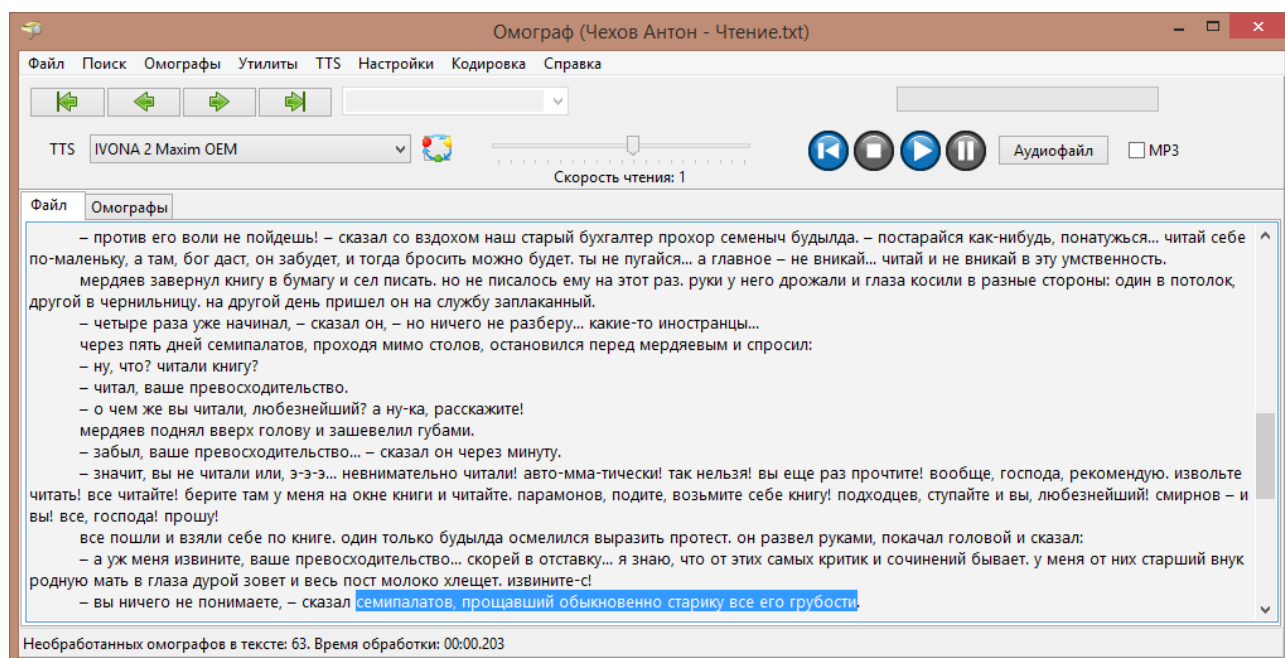 Омограф (Чехов Антон - Чтение.txt)
Файл Поиск Омографы Утилиты TTS Настройки Кодировка Справка
TTS IVONA 2 Maxim OEM Аудиофайл MP3
Скорость чтения: 1
Файл Омографы
– против его воли не пойдешь! – сказал со вздохом наш старый бухгалтер прохор семеныч будылда. – постарайся как-нибудь, понатужься... читай себе
по-маленьку, а там, бог даст, он забудет, и тогда бросить можно будет. ты не пугайся... а главное – не вникай... читай и не вникай в эту умственность.
мердяев завернул книгу в бумагу и сел писать. но не писалось ему на этот раз. руки у него дрожали и глаза косили в разные стороны: один в потолок,
другой в чернильницу. на другой день пришел он на службу заплаканный.
– четыре раза уже начинал, – сказал он, – но ничего не разберу... какие-то иностранцы...
через пять дней семипалатов, проходя мимо столов, остановился перед мердяевым и спросил:
– ну, что? читали книгу?
– читал, ваше превосходительство.
– о чем же вы читали, любезнейший? а ну-ка, расскажите!
мердяев поднял вверх голову и зашевелил губами.
– забыл, ваше превосходительство... – сказал он через минуту.
– значит, вы не читали или, э-э-э... невнимательно читали! авто-мма-тически! так нельзя! вы еще раз прочтите! вообще, господа, рекомендую. извольте
читать! все читайте! берите там у меня на окне книги и читайте. парамонов, подите, возьмите себе книгу! подходцев, ступайте и вы, любезнейший! смирнов – и
вы! все, господа! прошу!
все пошли и взяли себе по книге. один только будылда осмелился выразить протест. он развел руками, покачал головой и сказал:
– а уж меня извините, ваше превосходительство... скорей в отставку... я знаю, что от этих самых критик и сочинений бывает. у меня от них старший внук
родную мать в глаза дурой зовет и весь пост молоко хлещет. извините-с!
– вы ничего не понимаете, – сказал семипалатов, прощавший обыкновенно старику все его грубости.
Необработанных омографов в тексте: 63. Время обработки: 00:00.203